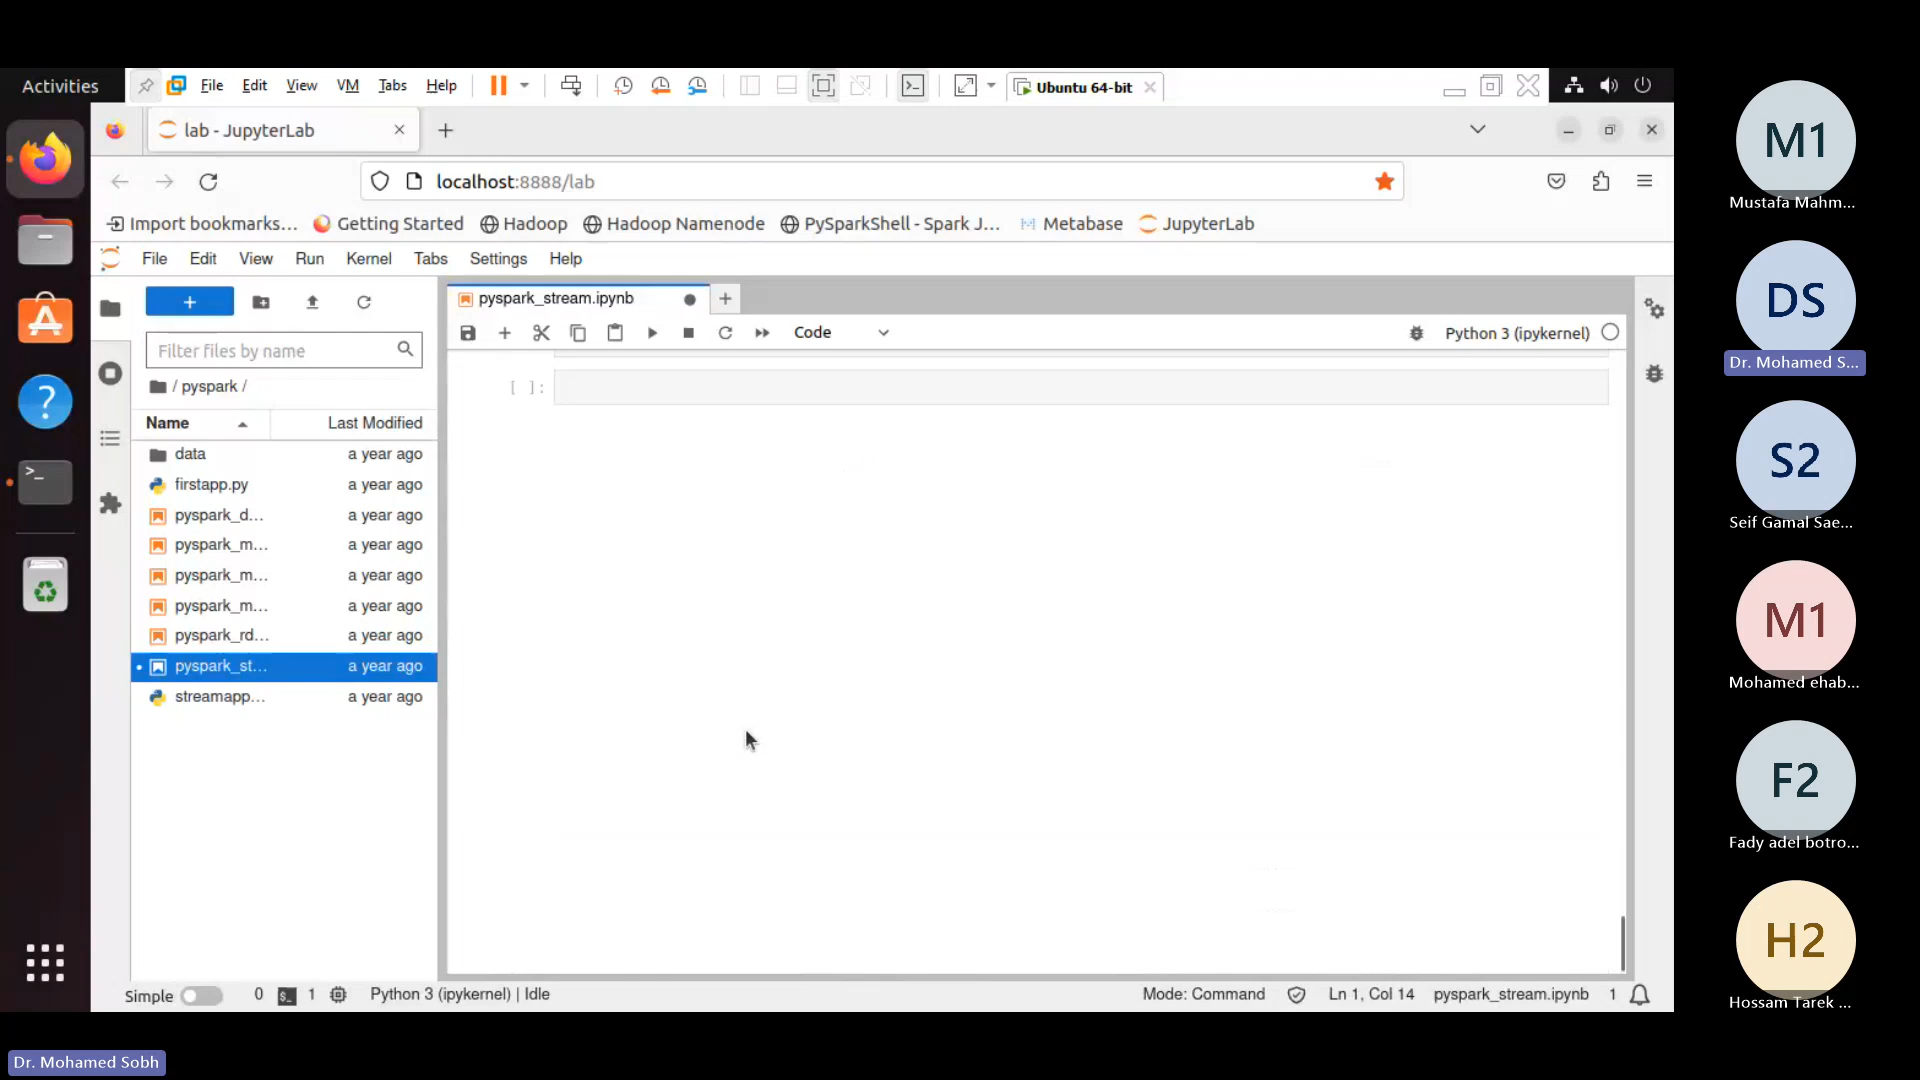 Activities
File Edit View VM Tabs Help
Ubuntu 64-bit
lab - JupyterLab
localhost:8888/lab
Import bookmarks... Getting Started Hadoop Hadoop Namenode PySparkShell - Spark J... Metabase JupyterLab
File Edit View Run Kernel Tabs Settings Help
pyspark_stream.ipynb
Code
Python 3 (ipykernel)
Filter files by name
/ pyspark /
Name Last Modified
data a year ago
firstapp.py a year ago
pyspark_d... a year ago
pyspark_m... a year ago
pyspark_m... a year ago
pyspark_m... a year ago
pyspark_rd... a year ago
pyspark_st... a year ago
streamapp... a year ago
[ ]:
Simple 0 1 Python 3 (ipykernel) | Idle
Mode: Command Ln 1, Col 14 pyspark_stream.ipynb 1
M1
Mustafa Mahm...
DS
Dr. Mohamed S...
S2
Seif Gamal Sae...
M1
Mohamed ehab...
F2
Fady adel botro...
H2
Hossam Tarek ...
Dr. Mohamed Sobh